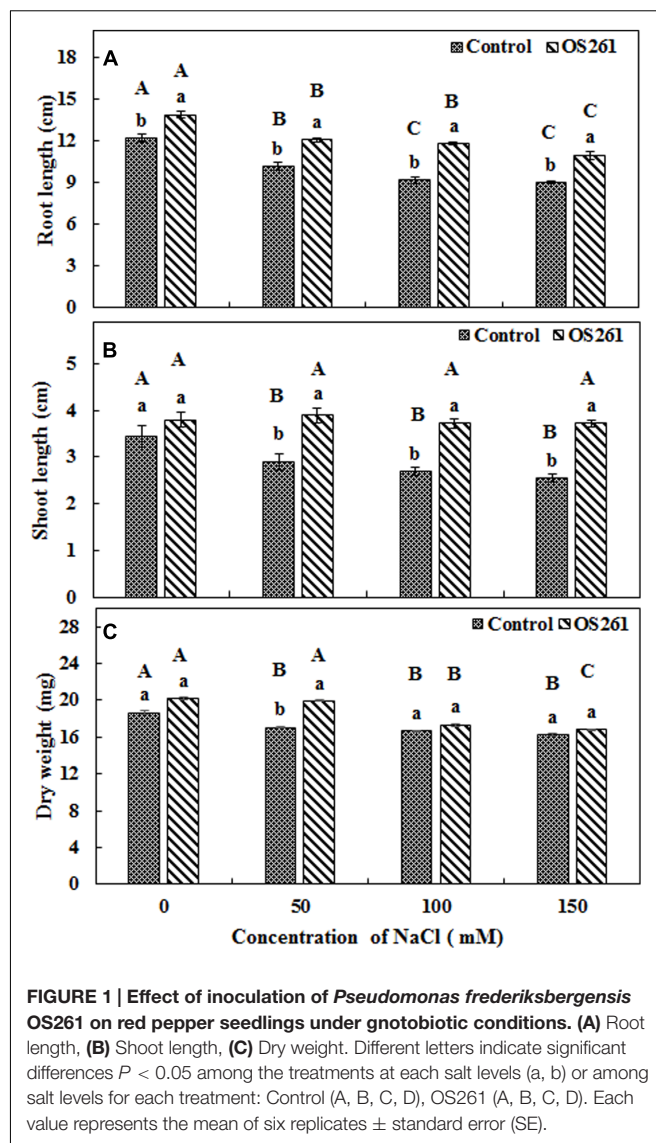 A
Control OS261
Root length (cm)
18
15
12
9
6
3
0
A A B B C B C C
b a b a b a b a
B
Control OS261
Shoot length (cm)
5
4
3
2
1
0
A A B A B A B A
a a b a b a b a
C
Control OS261
Dry weight (mg)
28
24
20
16
12
8
4
0
A A B A B B B C
a a b a a a a a
0 50 100 150
Concentration of NaCl ( mM)
FIGURE 1 | Effect of inoculation of Pseudomonas frederiksbergensis
OS261 on red pepper seedlings under gnotobiotic conditions. (A) Root
length, (B) Shoot length, (C) Dry weight. Different letters indicate significant
differences P < 0.05 among the treatments at each salt levels (a, b) or among
salt levels for each treatment: Control (A, B, C, D), OS261 (A, B, C, D). Each
value represents the mean of six replicates ± standard error (SE).